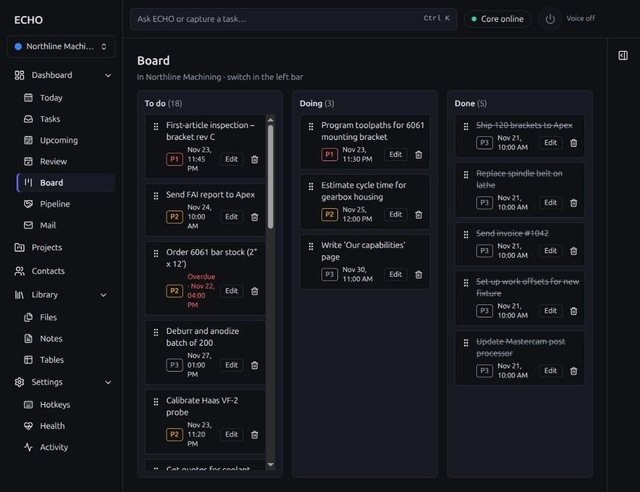 ECHO
Ask ECHO or capture a task…
Ctrl K
Core online
Voice off
Northline Machi…
Dashboard
Today
Tasks
Upcoming
Review
Board
Pipeline
Mail
Projects
Contacts
Library
Files
Notes
Tables
Settings
Hotkeys
Health
Activity
Board
In Northline Machining · switch in the left bar
To do (18)
First-article inspection –
bracket rev C
P1
Nov 23,
11:45
PM
Edit
Send FAI report to Apex
P2
Nov 24,
10:00
AM
Edit
Order 6061 bar stock (2"
x 12')
P2
Overdue
· Nov 22,
04:00
PM
Edit
Deburr and anodize
batch of 200
P3
Nov 27,
01:00
PM
Edit
Calibrate Haas VF-2
probe
P2
Nov 23,
11:20
PM
Edit
Get quotes for coolant
Doing (3)
Program toolpaths for 6061
mounting bracket
P1
Nov 23,
11:30 PM
Edit
Estimate cycle time for
gearbox housing
P2
Nov 25,
12:00 PM
Edit
Write 'Our capabilities'
page
P3
Nov 30,
11:00 AM
Edit
Done (5)
Ship 120 brackets to Apex
P3
Nov 21,
10:00 AM
Edit
Replace spindle belt on
lathe
P3
Nov 21,
10:00 AM
Edit
Send invoice #1042
P3
Nov 21,
10:00 AM
Edit
Set up work offsets for new
fixture
P3
Nov 21,
10:00 AM
Edit
Update Mastercam post
processor
P3
Nov 21,
10:00 AM
Edit